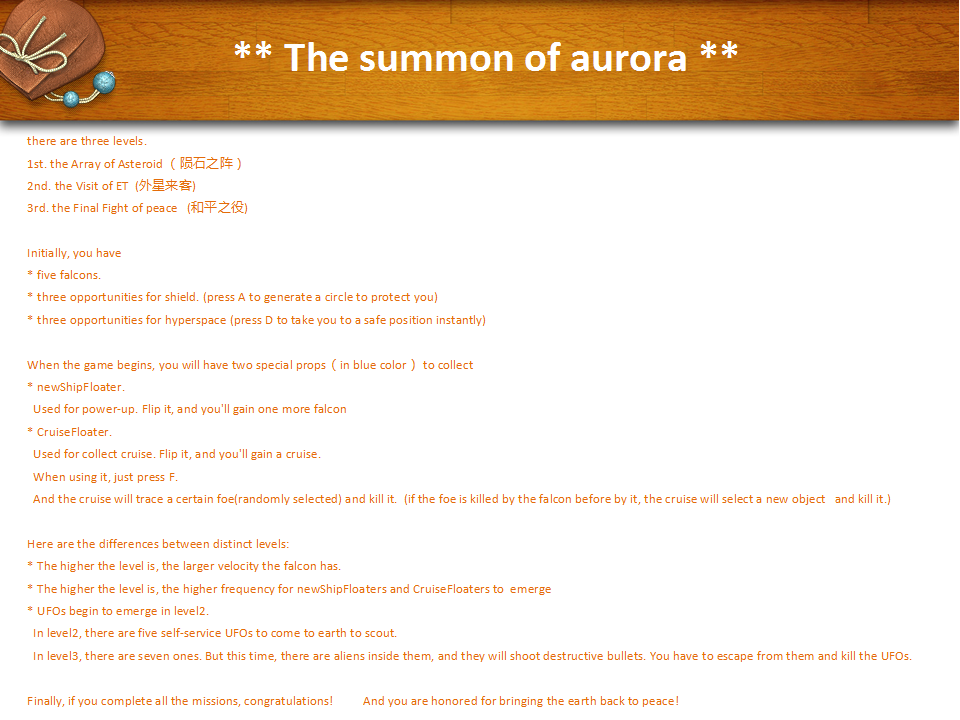 ** The summon of aurora **
there are three levels.
1st. the Array of Asteroid （ 陨石之阵 ）
2nd. the Visit of ET  (外星来客)
3rd. the Final Fight of peace   (和平之役)
Initially, you have
* five falcons.
* three opportunities for shield. (press A to generate a circle to protect you)
* three opportunities for hyperspace (press D to take you to a safe position instantly)
When the game begins, you will have two special props（ in blue color ） to collect
* newShipFloater.
Used for power-up. Flip it, and you'll gain one more falcon
* CruiseFloater.
Used for collect cruise. Flip it, and you'll gain a cruise.
When using it, just press F.
And the cruise will trace a certain foe(randomly selected) and kill it.  (if the foe is killed by the falcon before by it, the cruise will select a new object   and kill it.)
Here are the differences between distinct levels:
* The higher the level is, the larger velocity the falcon has.
* The higher the level is, the higher frequency for newShipFloaters and CruiseFloaters to  emerge
* UFOs begin to emerge in level2.
In level2, there are five self-service UFOs to come to earth to scout.
In level3, there are seven ones. But this time, there are aliens inside them, and they will shoot destructive bullets. You have to escape from them and kill the UFOs.
Finally, if you complete all the missions, congratulations!        And you are honored for bringing the earth back to peace!